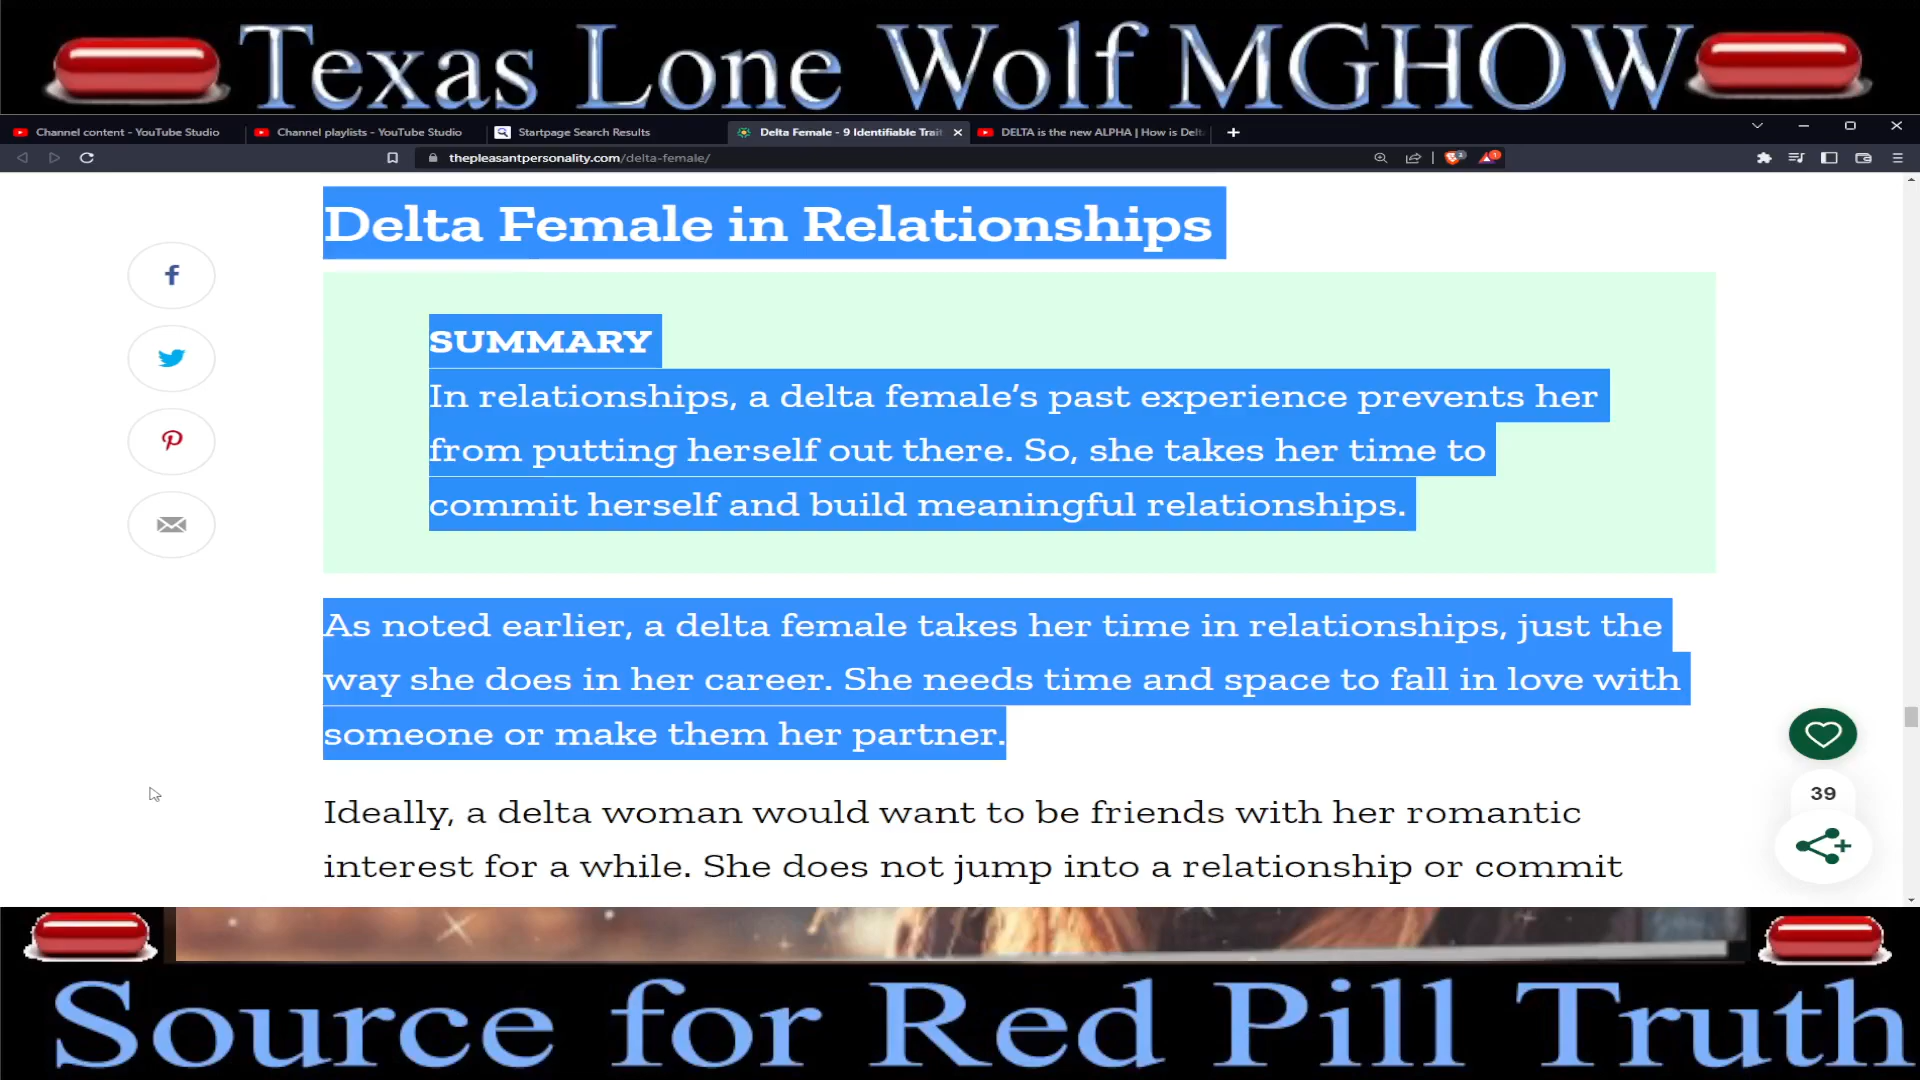 Texas Lone Wolf MGHOW
Channel content - YouTube Studio
Channel playlists - YouTube Studio
Startpage Search Results
Delta Female - 9 Identifiable Trai
DELTA is the new ALPHA | How is Delt
thepleasantpersonality.com/delta-female/
Delta Female in Relationships
SUMMARY
In relationships, a delta female's past experience prevents her
from putting herself out there. So, she takes her time to
commit herself and build meaningful relationships.
As noted earlier, a delta female takes her time in relationships, just the
way she does in her career. She needs time and space to fall in love with
someone or make them her partner.
39
Ideally, a delta woman would want to be friends with her romantic
interest for a while. She does not jump into a relationship or commit
Source for Red Pill Truth